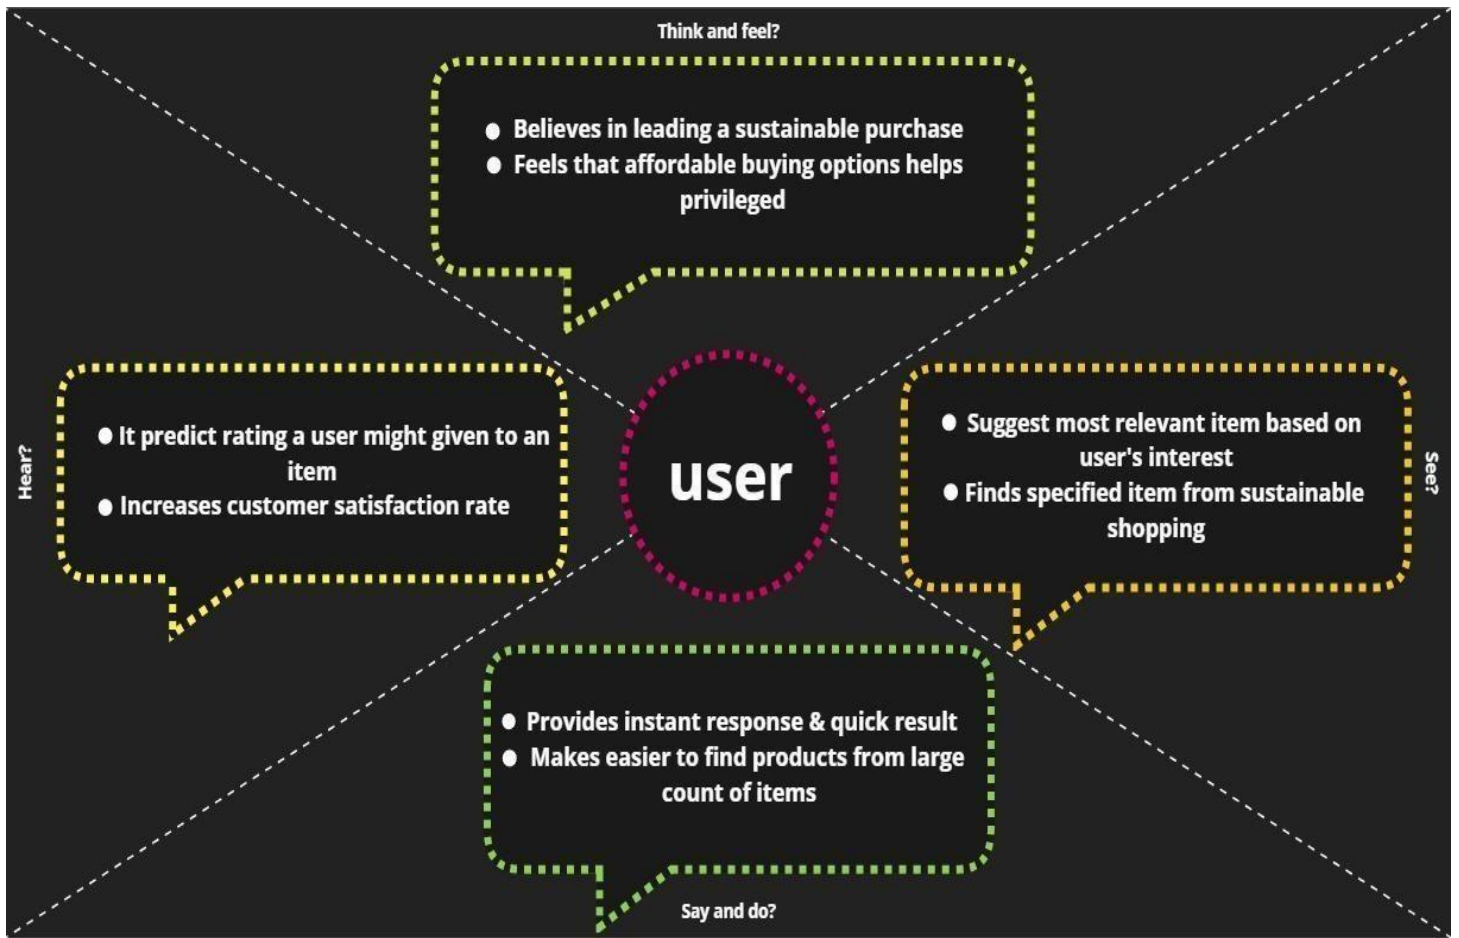 Think and feel?
● Believes in leading a sustainable purchase
● Feels that affordable buying options helps
privileged
Hear?
● It predict rating a user might given to an
item
● Increases customer satisfaction rate
user
● Suggest most relevant item based on
user's interest
● Finds specified item from sustainable
shopping
See?
● Provides instant response & quick result
● Makes easier to find products from large
count of items
Say and do?